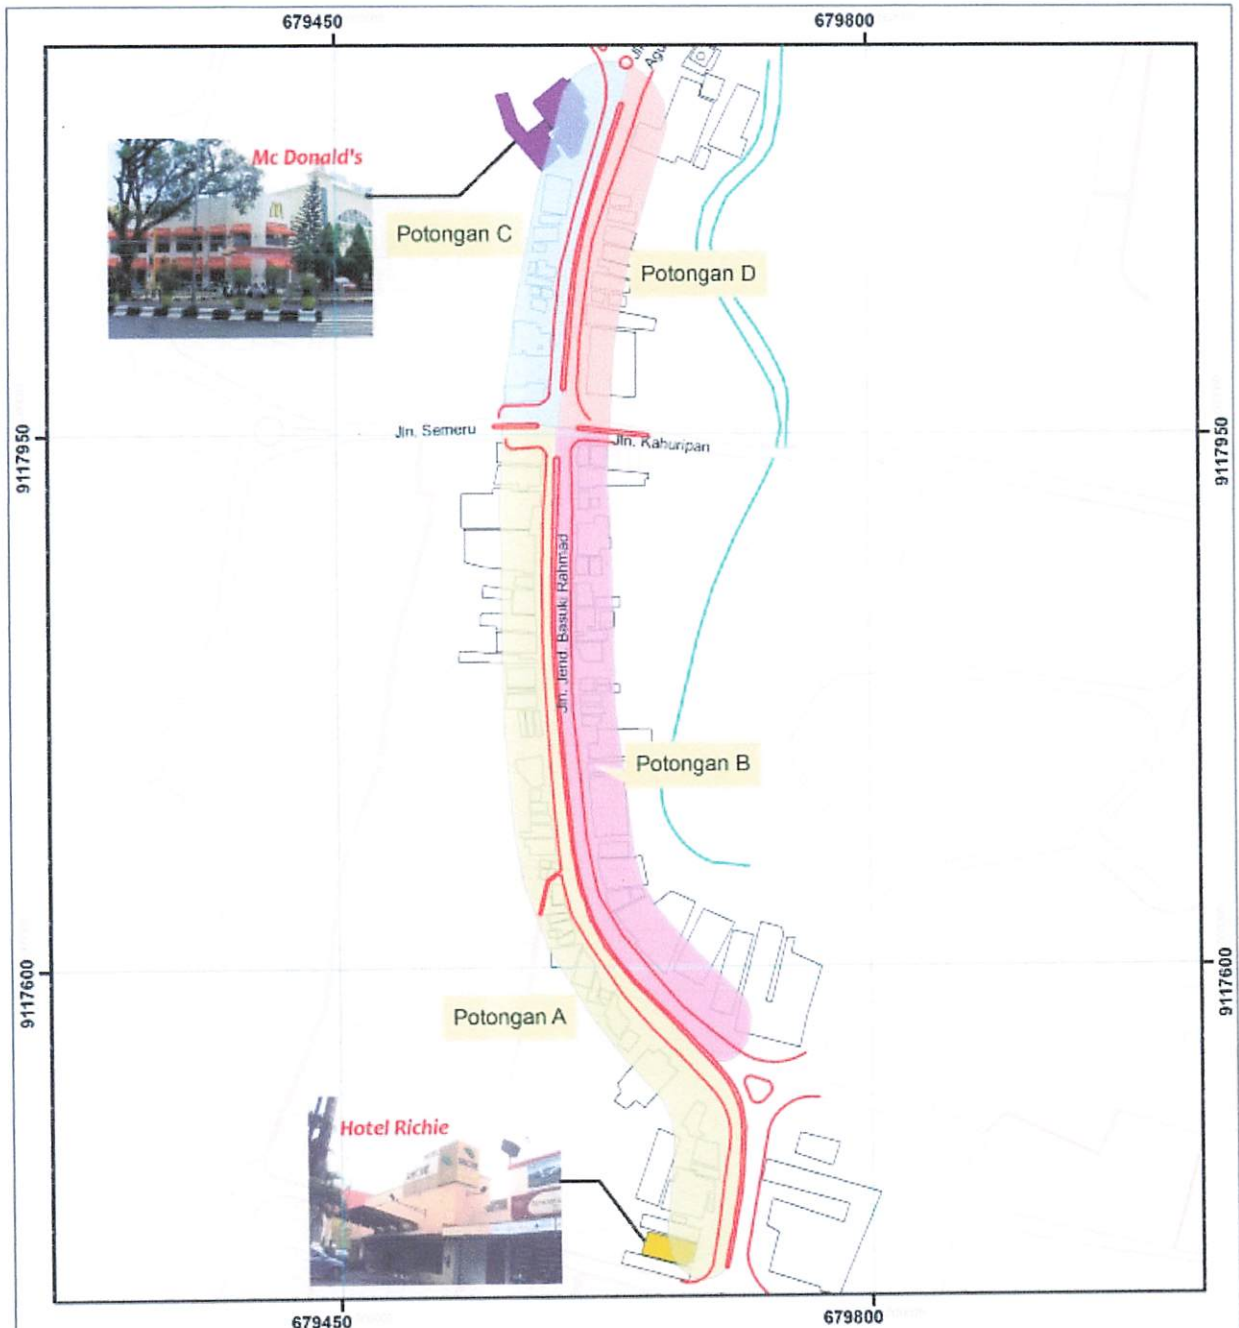 679450
679800
Jln.
Mc Donald's
Potongan C
Potongan D
9117950
Jln. Semeru
Jln. Kahuripan
9117950
Jln. Jend. Basuki Rahmad
Potongan B
9117600
9117600
Potongan A
Hotel Richie
679450
679800